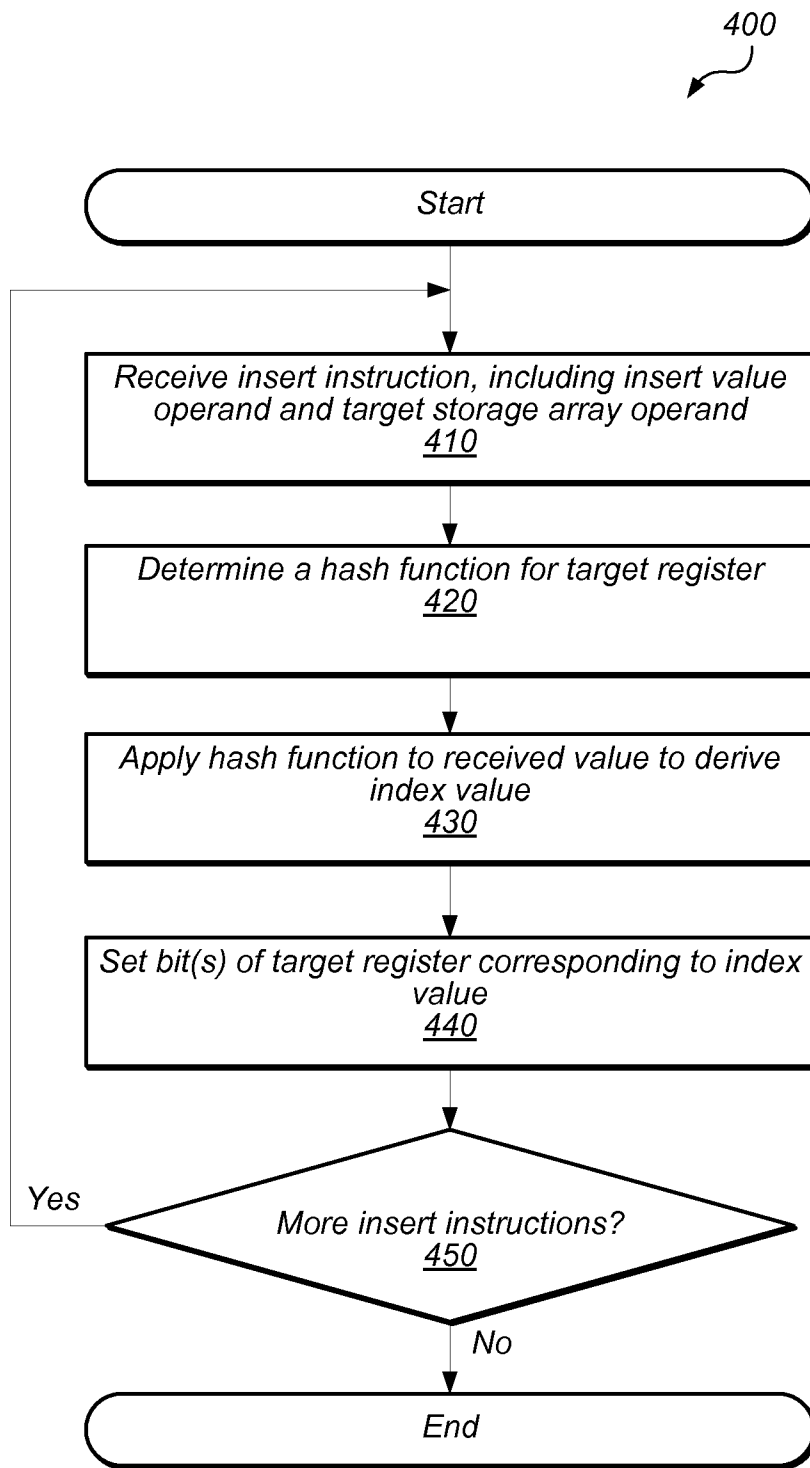 400
Start
Receive insert instruction, including insert value
operand and target storage array operand
410
Determine a hash function for target register
420
Apply hash function to received value to derive
index value
430
Set bit(s) of target register corresponding to index
value
440
Yes
More insert instructions?
450
No
End